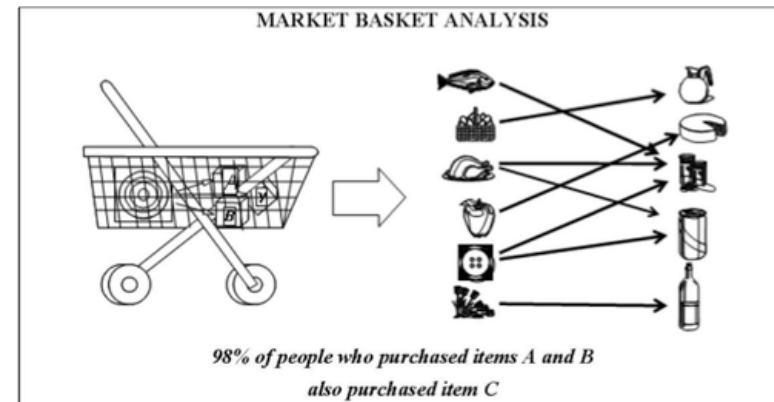 MARKET BASKET ANALYSIS
A
Y
B
98% of people who purchased items A and B
also purchased item C